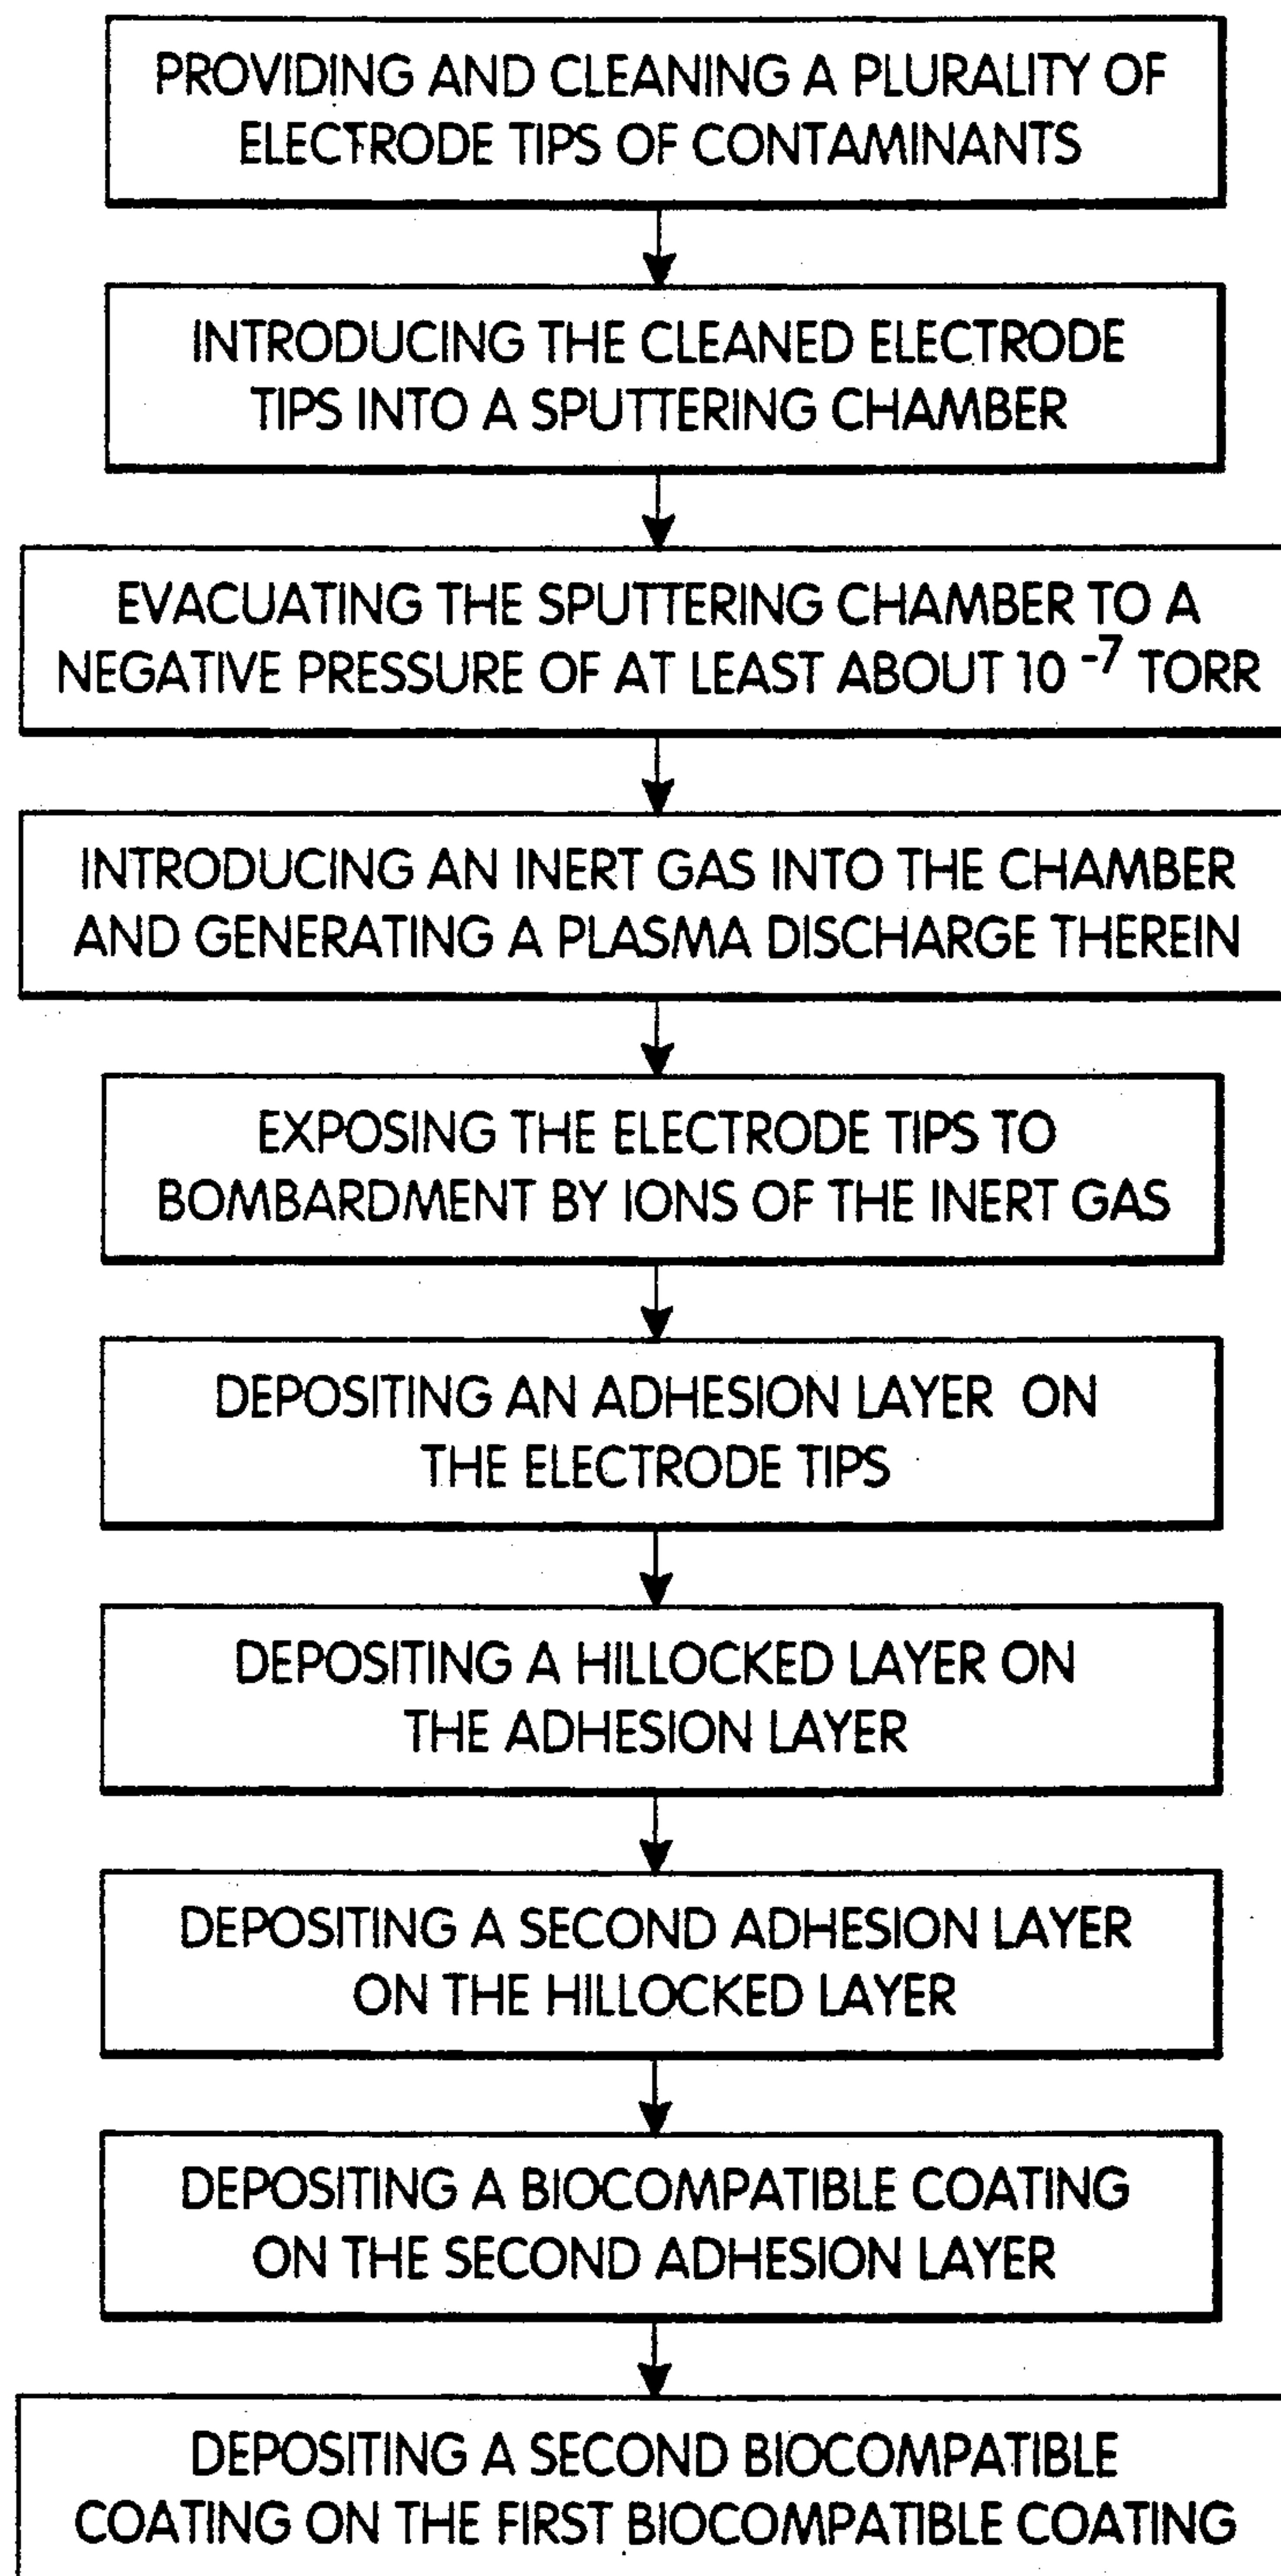 PROVIDING AND CLEANING A PLURALITY OF
ELECTRODE TIPS OF CONTAMINANTS
INTRODUCING THE CLEANED ELECTRODE
TIPS INTO A SPUTTERING CHAMBER
EVACUATING THE SPUTTERING CHAMBER TO A
NEGATIVE PRESSURE OF AT LEAST ABOUT 10 -7 TORR
INTRODUCING AN INERT GAS INTO THE CHAMBER
AND GENERATING A PLASMA DISCHARGE THEREIN
EXPOSING THE ELECTRODE TIPS TO
BOMBARDMENT BY IONS OF THE INERT GAS
DEPOSITING AN ADHESION LAYER ON
THE ELECTRODE TIPS
DEPOSITING A HILLOCKED LAYER ON
THE ADHESION LAYER
DEPOSITING A SECOND ADHESION LAYER
ON THE HILLOCKED LAYER
DEPOSITING A BIOCOMPATIBLE COATING
ON THE SECOND ADHESION LAYER
DEPOSITING A SECOND BIOCOMPATIBLE
COATING ON THE FIRST BIOCOMPATIBLE COATING